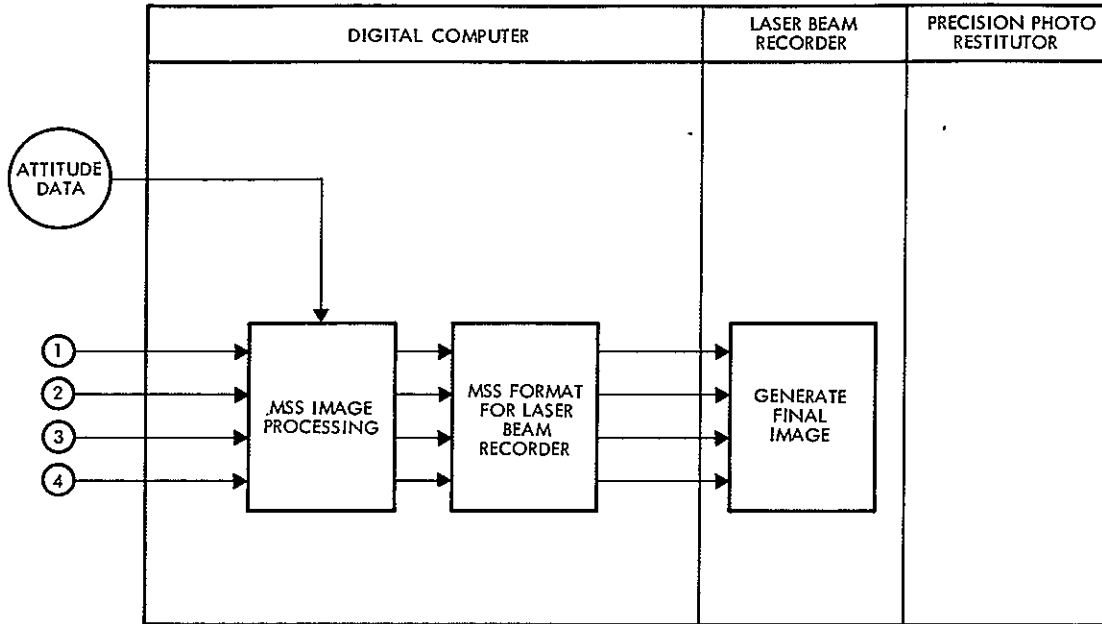 DIGITAL COMPUTER
LASER BEAM
RECORDER
PRECISION PHOTO
RESTITUTOR
ATTITUDE
DATA
1
2
3
4
MSS IMAGE
PROCESSING
MSS FORMAT
FOR LASER
BEAM
RECORDER
GENERATE
FINAL
IMAGE